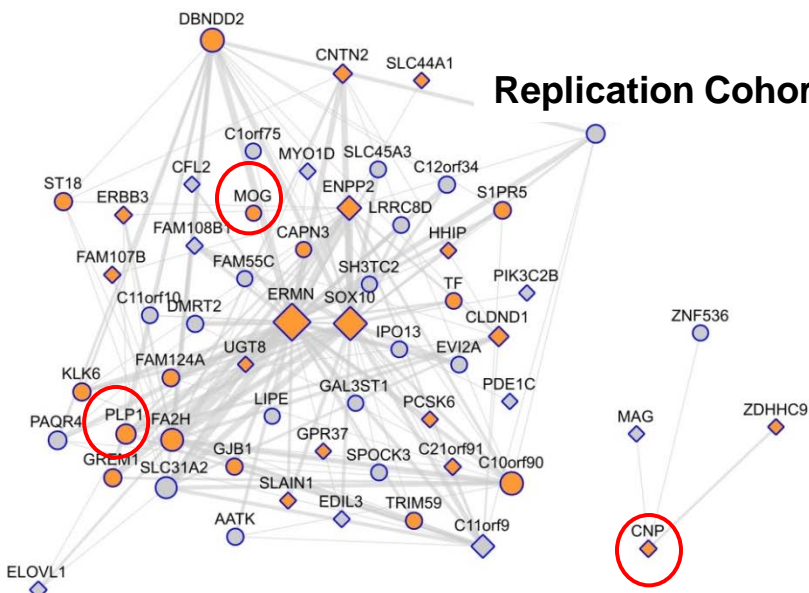 DBNDD2
CNTN2
SLC44A1
Replication Cohor
C1orf75
MYO1D
SLC45A3
CFL2
C12orf34
ST18
ERBB3
MOG
ENPP2
LRRC8D
S1PR5
FAM108B1
CAPN3
HHIP
FAM107B
FAM55C
SH3TC2
PIK3C2B
C11orf10
DMRT2
ERMN
SOX10
TF
CLDND1
ZNF536
IPO13
EVI2A
KLK6
FAM124A
UGT8
PAQR4
PLP1
FA2H
LIPE
GAL3ST1
PCSK6
PDE1C
MAG
ZDHHC9
GREM1
SLC31A2
GJB1
GPR37
SPOCK3
C21orf91
C10orf90
SLAIN1
EDIL3
TRIM59
AATK
C11orf9
CNP
ELOVL1